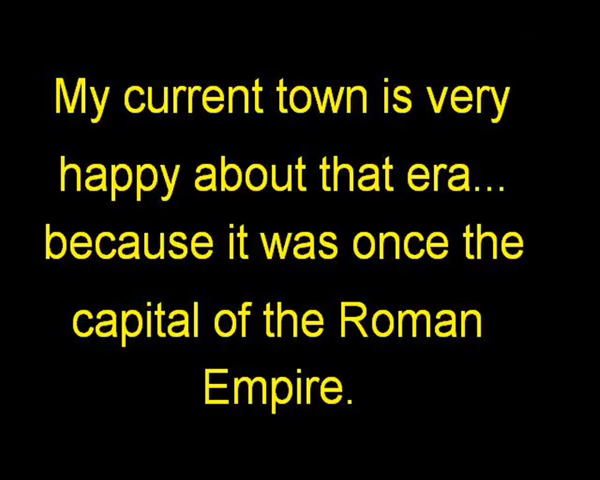 My current town is very
happy about that era...
because it was once the
capital of the Roman
Empire.